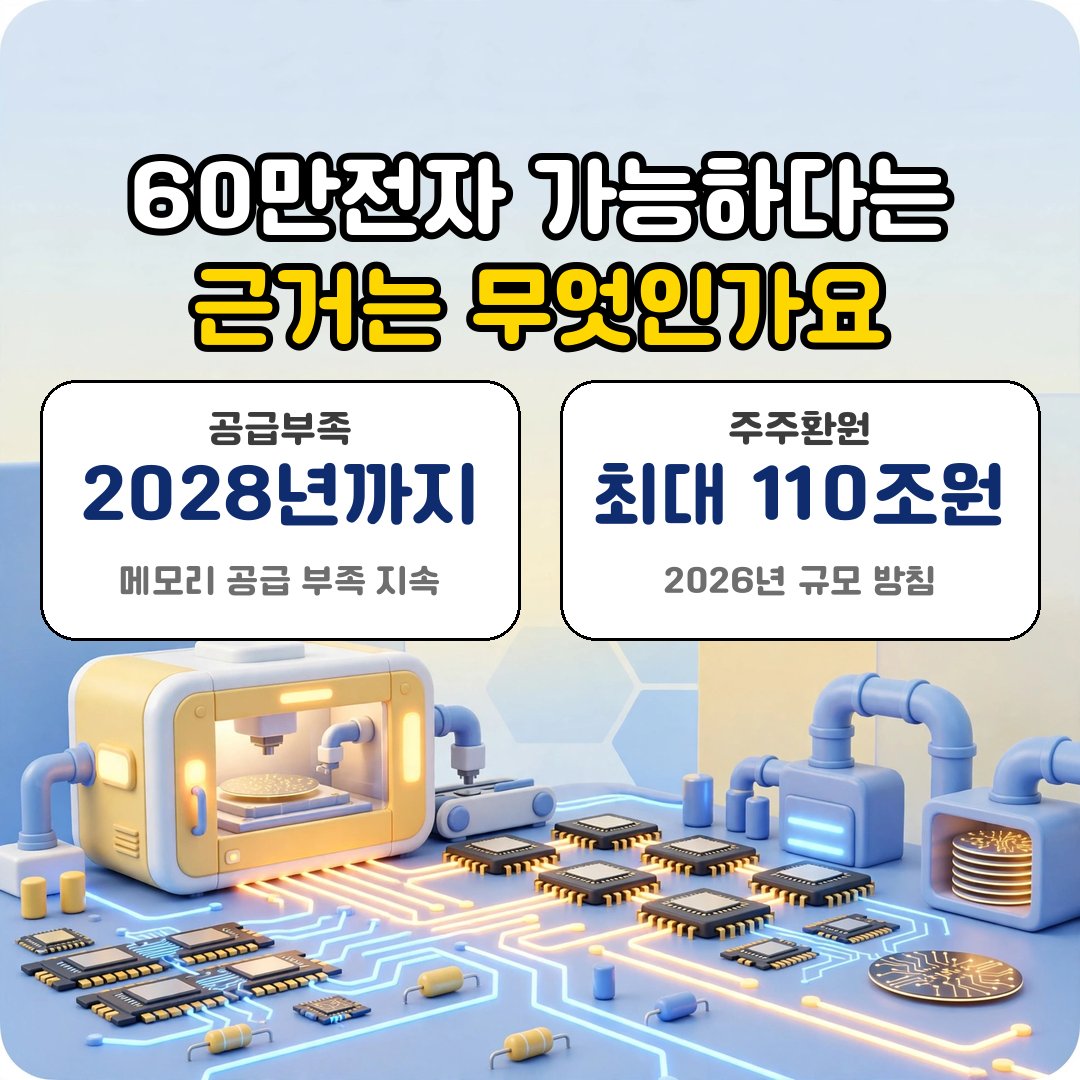 60만전자 가능하다는
근거는 무엇인가요
공급부족
2028년까지
메모리 공급 부족 지속
주주환원
최대 110조원
2026년 규모 방침